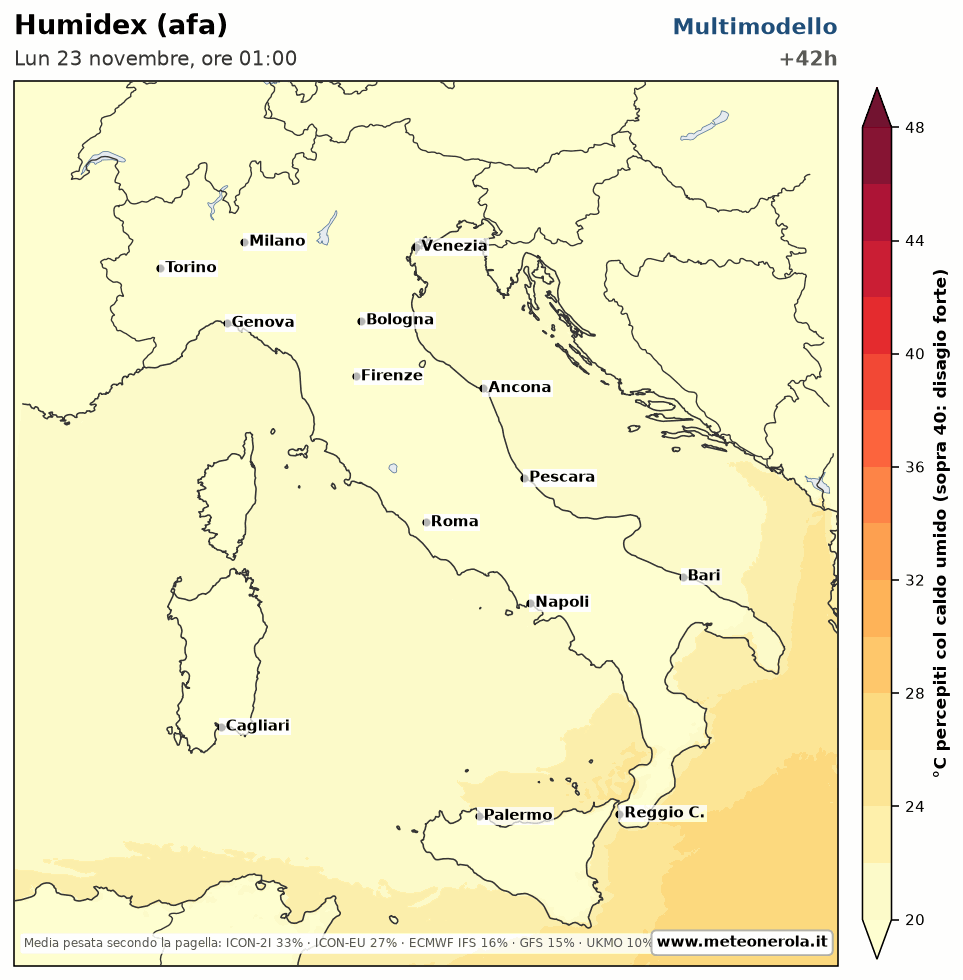 Humidex (afa)
Multimodello
Lun 23 novembre, ore 01:00
+42h
Milano
Venezia
Torino
Genova
Bologna
Firenze
Ancona
Pescara
Roma
Bari
Napoli
Cagliari
Palermo
Reggio C.
48
44
40
36
32
28
24
20
°C percepiti col caldo umido (sopra 40: disagio forte)
Media pesata secondo la pagella: ICON-2I 33% · ICON-EU 27% · ECMWF IFS 16% · GFS 15% · UKMO 10%
www.meteonerola.it